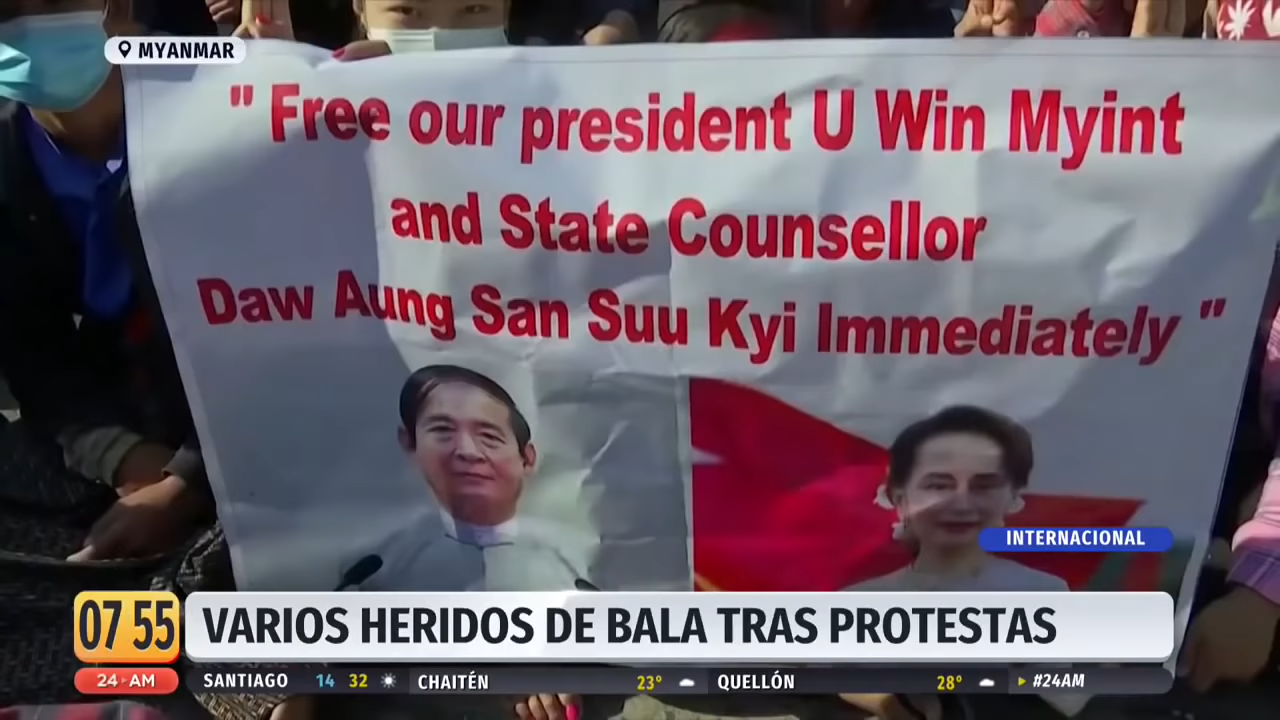 MYANMAR
" Free our president U Win Myint
and State Counsellor
Daw Aung San Suu Kyi Immediately "
INTERNACIONAL
07 55
VARIOS HERIDOS DE BALA TRAS PROTESTAS
24 AM
SANTIAGO 14 32 CHAITÉN 23° QUELLÓN 28° #24AM